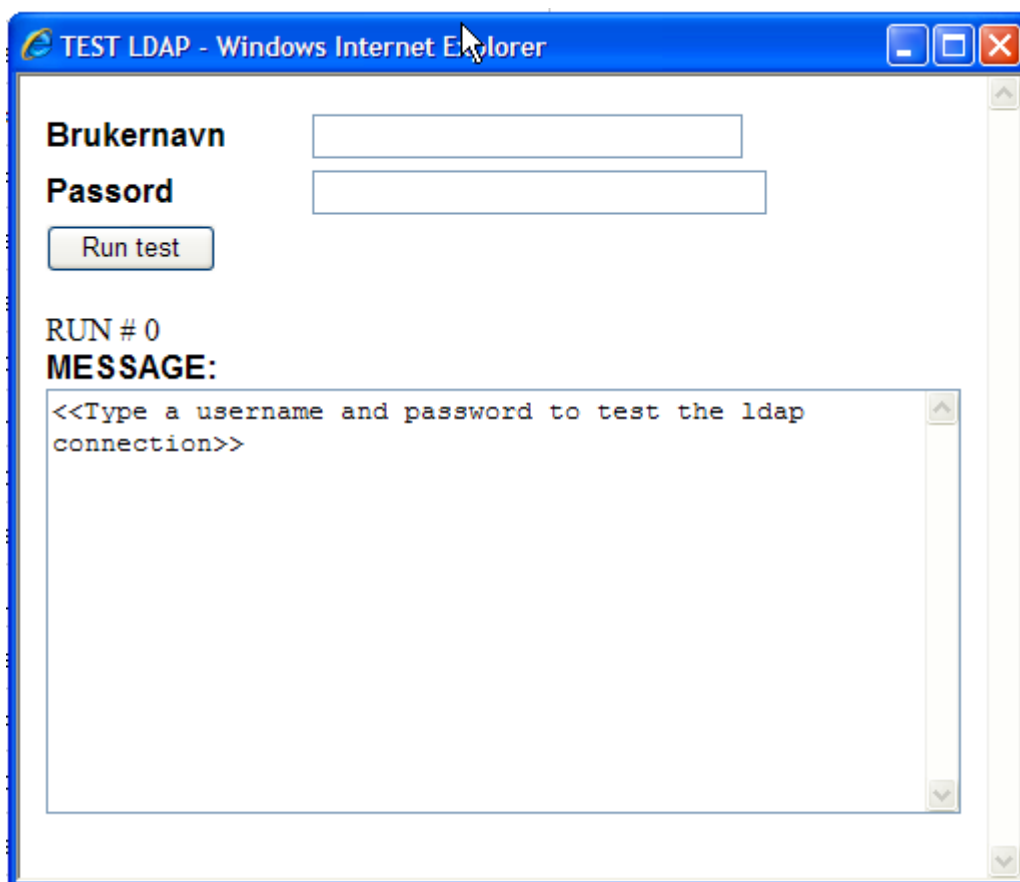 TEST LDAP - Windows Internet Explorer
Brukernavn
Passord
Run test
RUN # 0
MESSAGE:
<<Type a username and password to test the ldap
connection>>